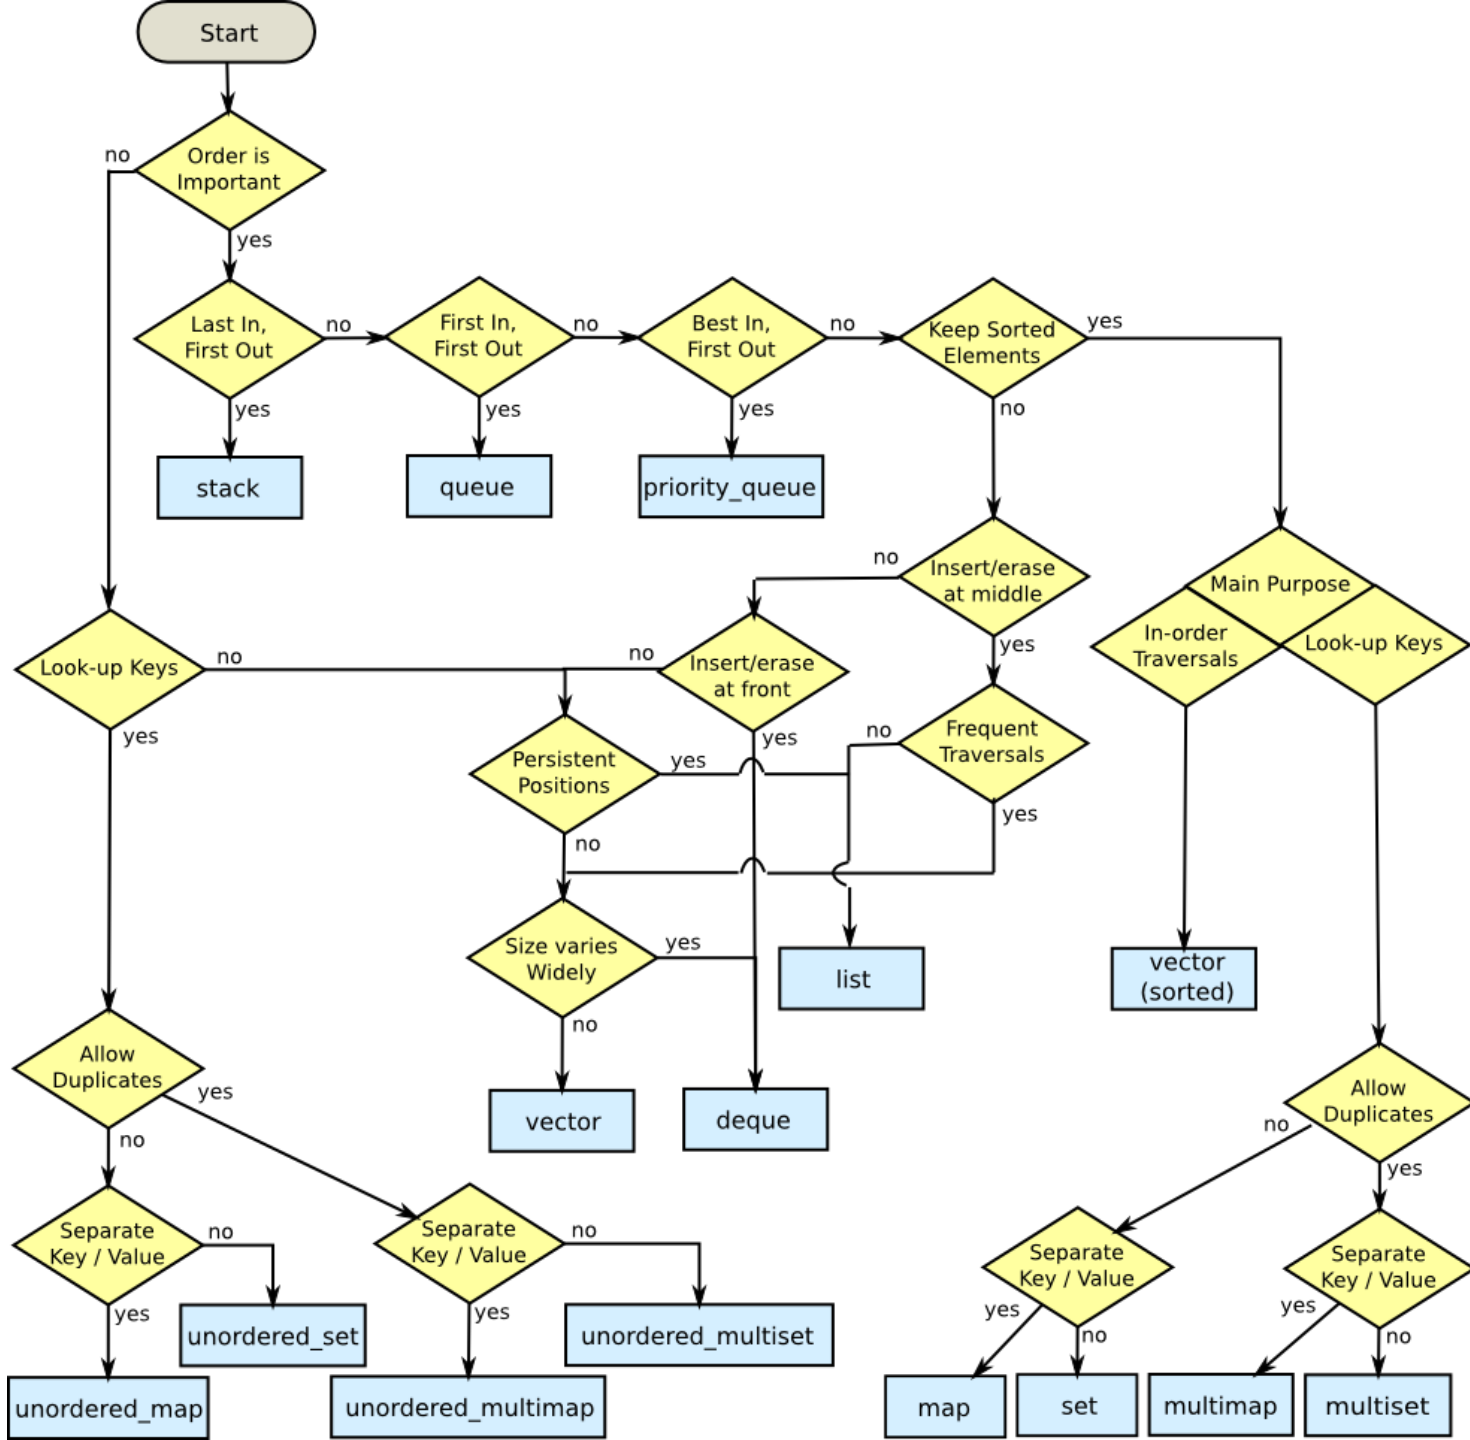 Start
Order is
Important
no
yes
Last In,
First Out
no
First In,
First Out
no
Best In,
First Out
no
Keep Sorted
Elements
yes
yes
yes
yes
no
stack
queue
priority_queue
Insert/erase
at middle
no
yes
Main Purpose
In-order
Traversals
Look-up Keys
Look-up Keys
no
yes
Insert/erase
at front
no
yes
Frequent
Traversals
no
yes
Persistent
Positions
yes
no
Size varies
Widely
yes
no
list
vector
(sorted)
vector
deque
Allow
Duplicates
yes
no
Allow
Duplicates
no
yes
Separate
Key / Value
no
yes
Separate
Key / Value
no
yes
Separate
Key / Value
yes
no
Separate
Key / Value
yes
no
unordered_set
unordered_multiset
unordered_map
unordered_multimap
map
set
multimap
multiset